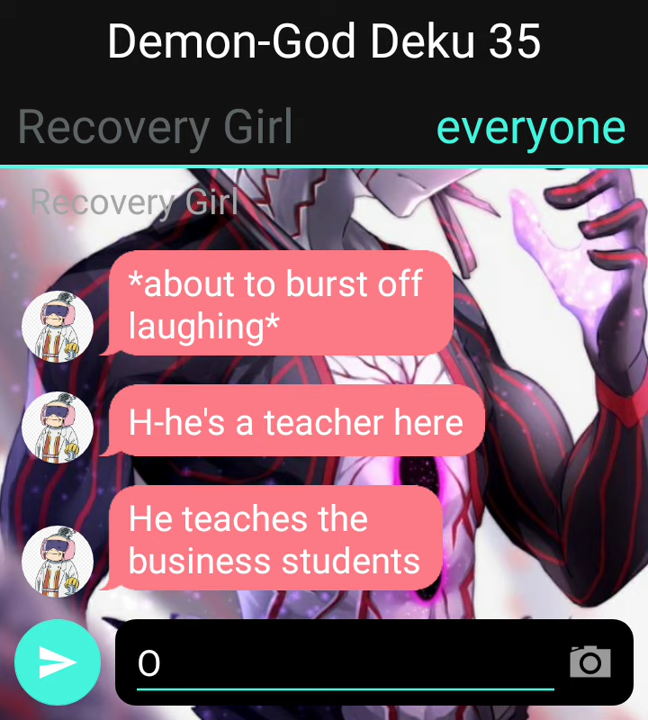 Demon-God Deku 35
Recovery Girl everyone
Recovery Girl
*about to burst off
laughing*
H-he's a teacher here
He teaches the
business students
O